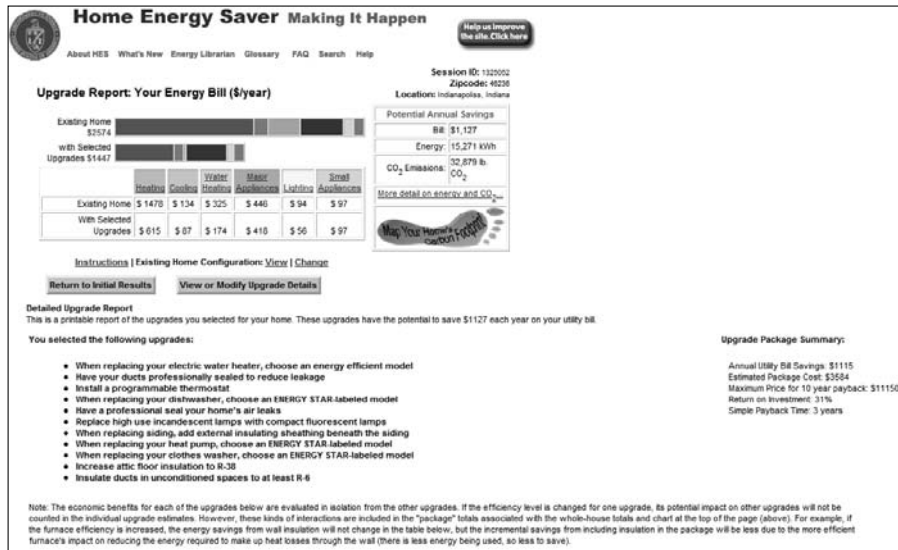 Home Energy Saver Making It Happen
Help us improve
the site. Click here
About HES What's New Energy Librarian Glossary FAQ Search Help
Session ID: 1325052
Zipcode: 46236
Location: Indianapoliss, Indiana
Upgrade Report: Your Energy Bill ($/year)
Existing Home
$2574
with Selected
Upgrades $1447
Potential Annual Savings
Bill: $1,127
Energy: 15,271 kWh
CO2 Emissions: 32,879 lb.
CO2
More detail on energy and CO2...
Map Your Home's
Carbon Footprint
Heating Cooling Water Heating Major Appliances Lighting Small Appliances
Existing Home $ 1478 $ 134 $ 325 $ 446 $ 94 $ 97
With Selected
Upgrades $ 615 $ 87 $ 174 $ 418 $ 56 $ 97
Instructions | Existing Home Configuration: View | Change
Return to Initial Results View or Modify Upgrade Details
Detailed Upgrade Report
This is a printable report of the upgrades you selected for your home. These upgrades have the potential to save $1127 each year on your utility bill.
You selected the following upgrades:
• When replacing your electric water heater, choose an energy efficient model
• Have your ducts professionally sealed to reduce leakage
• Install a programmable thermostat
• When replacing your dishwasher, choose an ENERGY STAR-labeled model
• Have a professional seal your home's air leaks
• Replace high use incandescent lamps with compact fluorescent lamps
• When replacing siding, add external insulating sheathing beneath the siding
• When replacing your heat pump, choose an ENERGY STAR-labeled model
• When replacing your clothes washer, choose an ENERGY STAR-labeled model
• Increase attic floor insulation to R-38
• Insulate ducts in unconditioned spaces to at least R-6
Upgrade Package Summary:
Annual Utility Bill Savings: $1115
Estimated Package Cost: $3584
Maximum Price for 10 year payback: $11150
Return on Investment: 31%
Simple Payback Time: 3 years
Note: The economic benefits for each of the upgrades below are evaluated in isolation from the other upgrades. If the efficiency level is changed for one upgrade, its potential impact on other upgrades will not be
counted in the individual upgrade estimates. However, these kinds of interactions are included in the "package" totals associated with the whole-house totals and chart at the top of the page (above). For example, if
the furnace efficiency is increased, the energy savings from wall insulation will not change in the table below, but the incremental savings from including insulation in the package will be less due to the more efficient
furnace's impact on reducing the energy required to make up heat losses through the wall (there is less energy being used, so less to save).